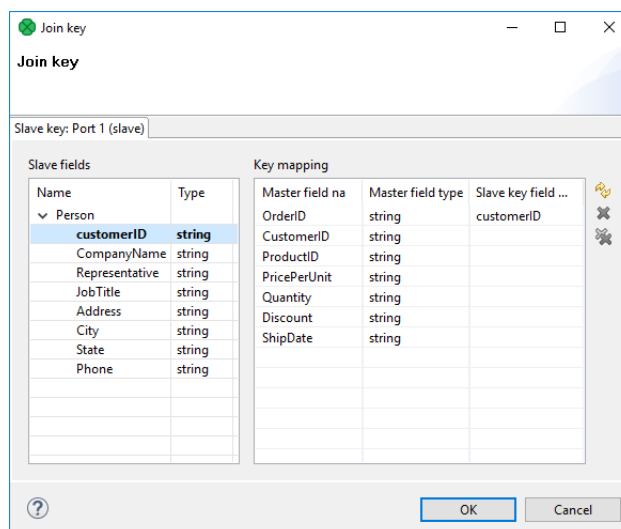 Join key
Join key
Slave key: Port 1 (slave)
Slave fields
Key mapping
Name Type
Person
customerID string
CompanyName string
Representative string
JobTitle string
Address string
City string
State string
Phone string
Master field na Master field type Slave key field ...
OrderID string customerID
CustomerID string
ProductID string
PricePerUnit string
Quantity string
Discount string
ShipDate string
?
OK Cancel